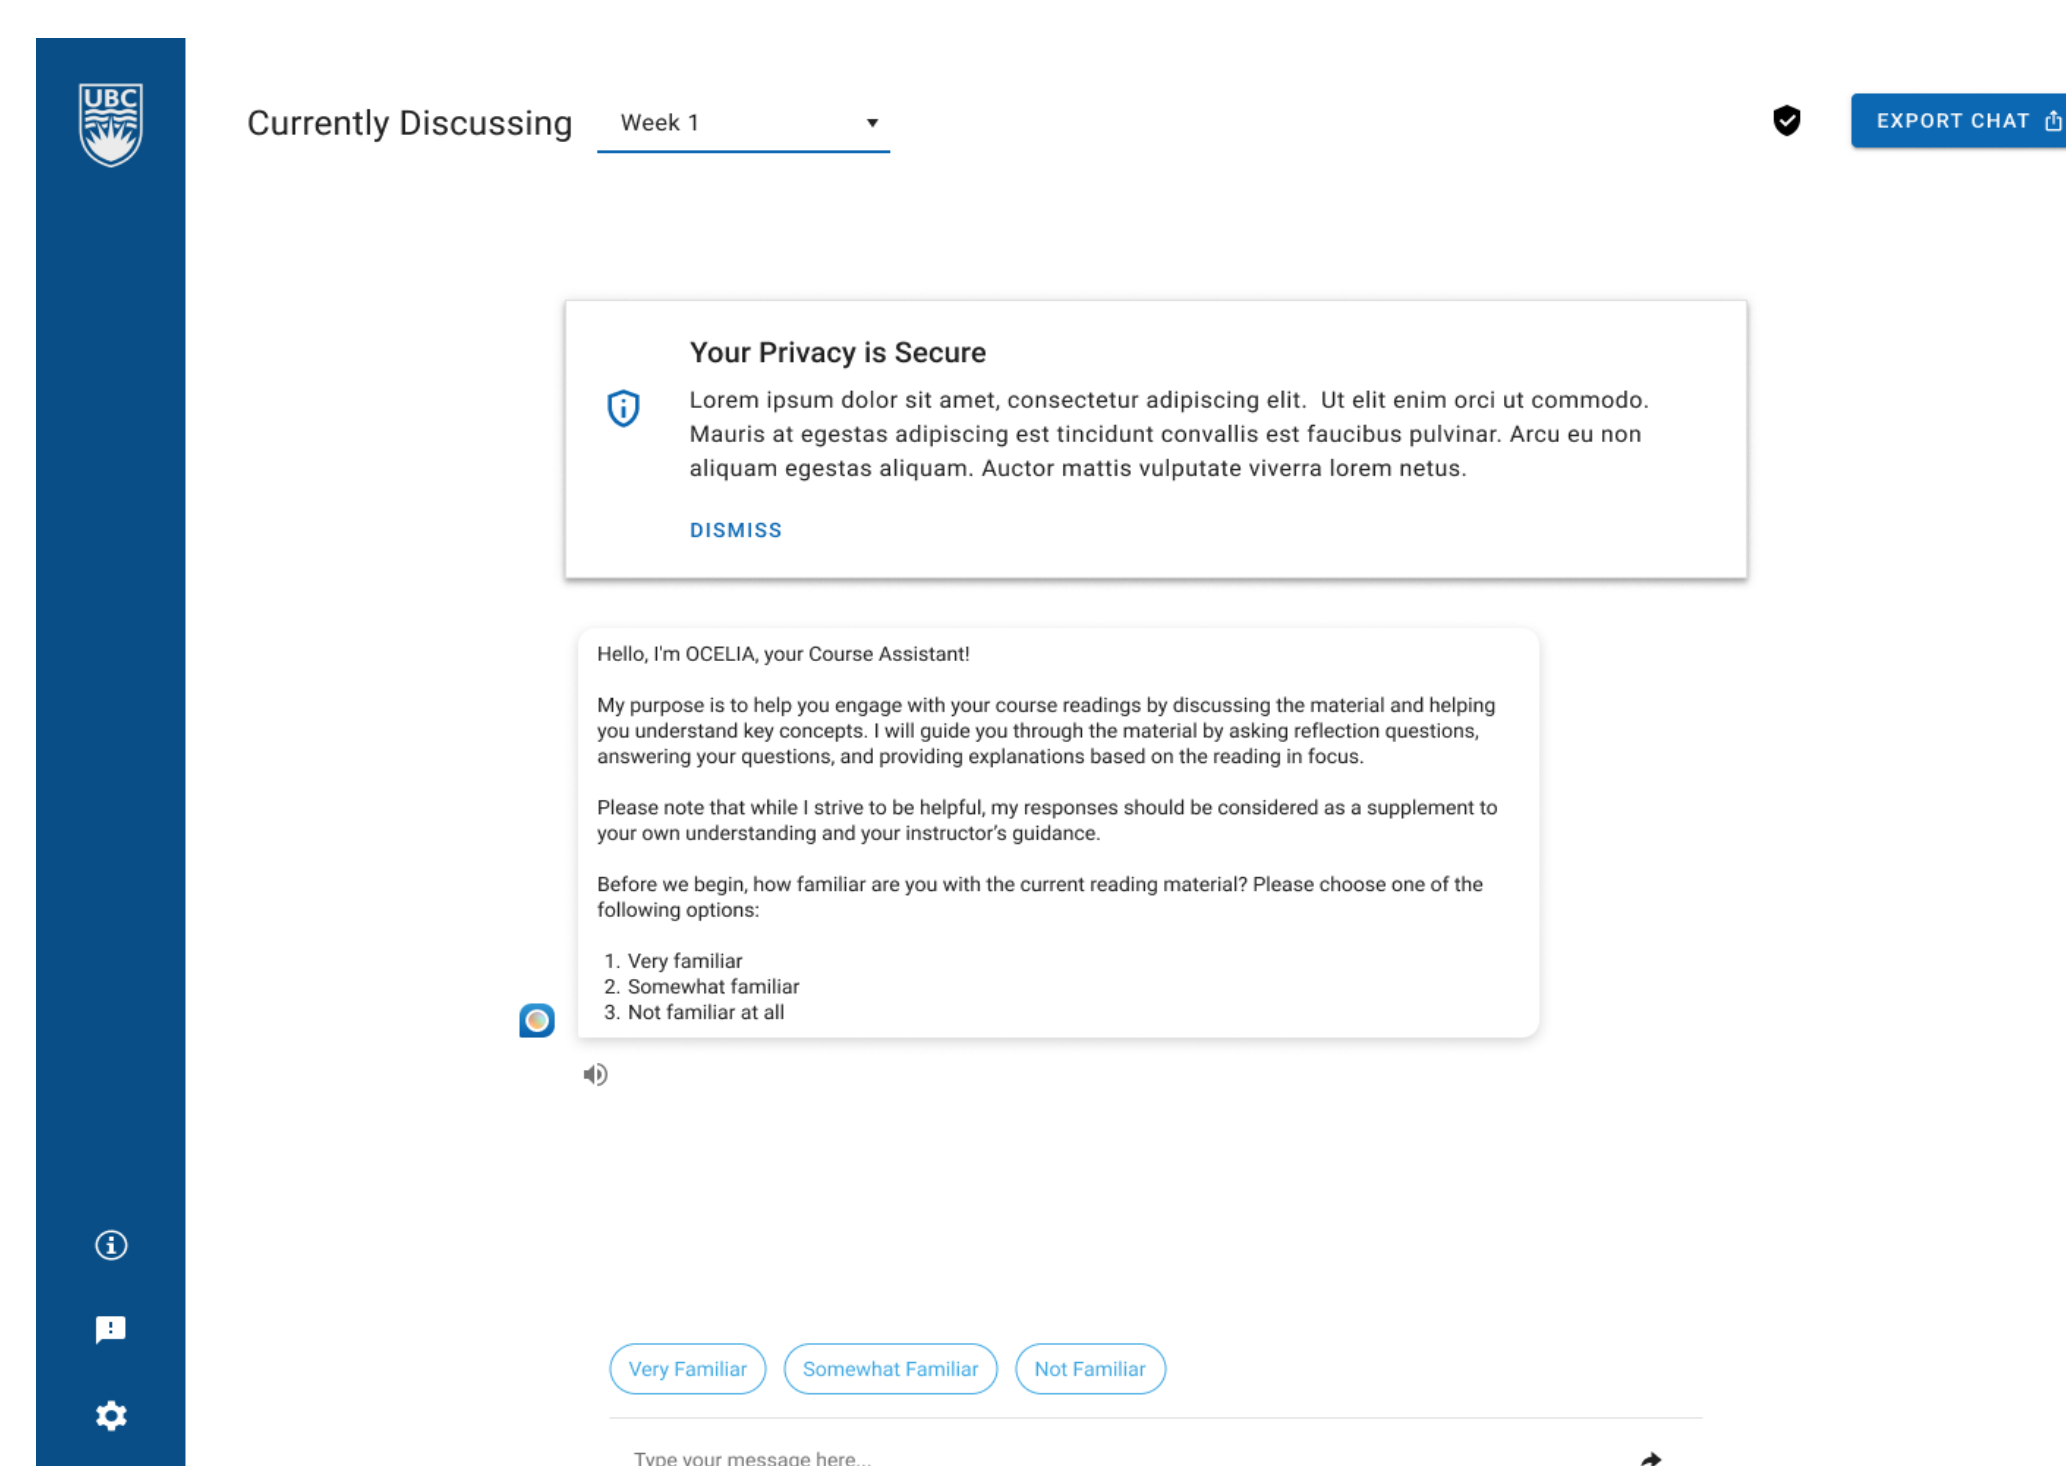 UBC
Currently Discussing Week 1
EXPORT CHAT
Your Privacy is Secure
Lorem ipsum dolor sit amet, consectetur adipiscing elit.  Ut elit enim orci ut commodo.
Mauris at egestas adipiscing est tincidunt convallis est faucibus pulvinar. Arcu eu non
aliquam egestas aliquam. Auctor mattis vulputate viverra lorem netus.
DISMISS
Hello, I'm OCELIA, your Course Assistant!
My purpose is to help you engage with your course readings by discussing the material and helping
you understand key concepts. I will guide you through the material by asking reflection questions,
answering your questions, and providing explanations based on the reading in focus.
Please note that while I strive to be helpful, my responses should be considered as a supplement to
your own understanding and your instructor’s guidance.
Before we begin, how familiar are you with the current reading material? Please choose one of the
following options:
1. Very familiar
2. Somewhat familiar
3. Not familiar at all
Very Familiar Somewhat Familiar Not Familiar
Type your message here...